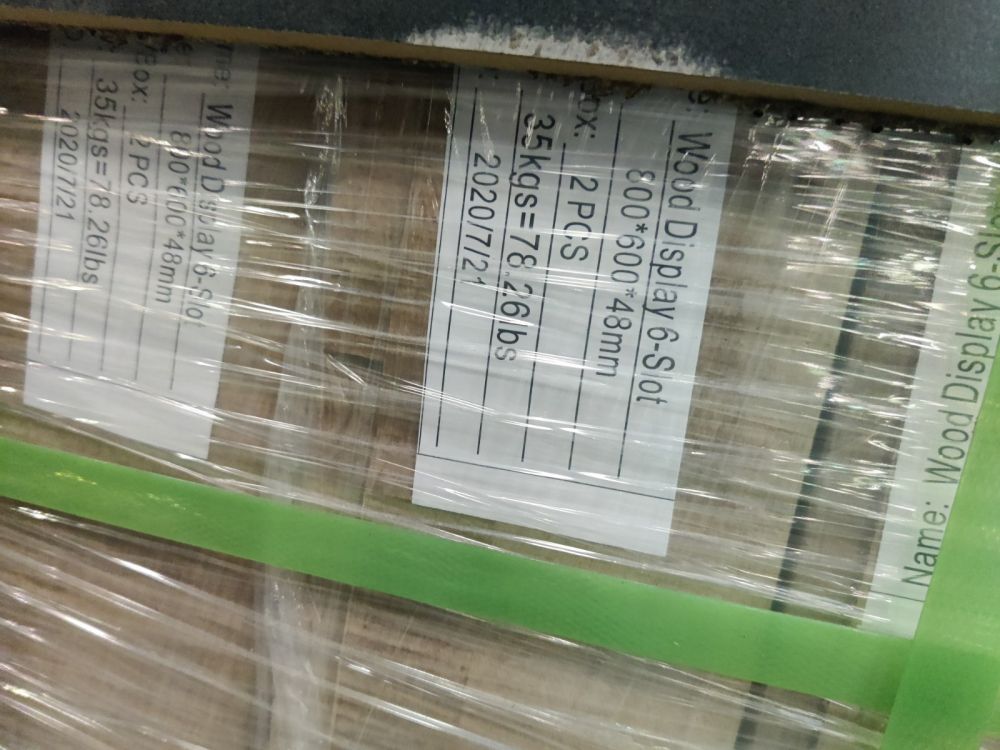 Wood Display 6-Slot
800*600*48mm
2 PCS
35kgs=78.26lbs
2020/7/21
Wood Display 6-Slot
800*600*48mm
2 PCS
35kgs=78.26lbs
2020/7/21
Name: Wood Display 6-Slo